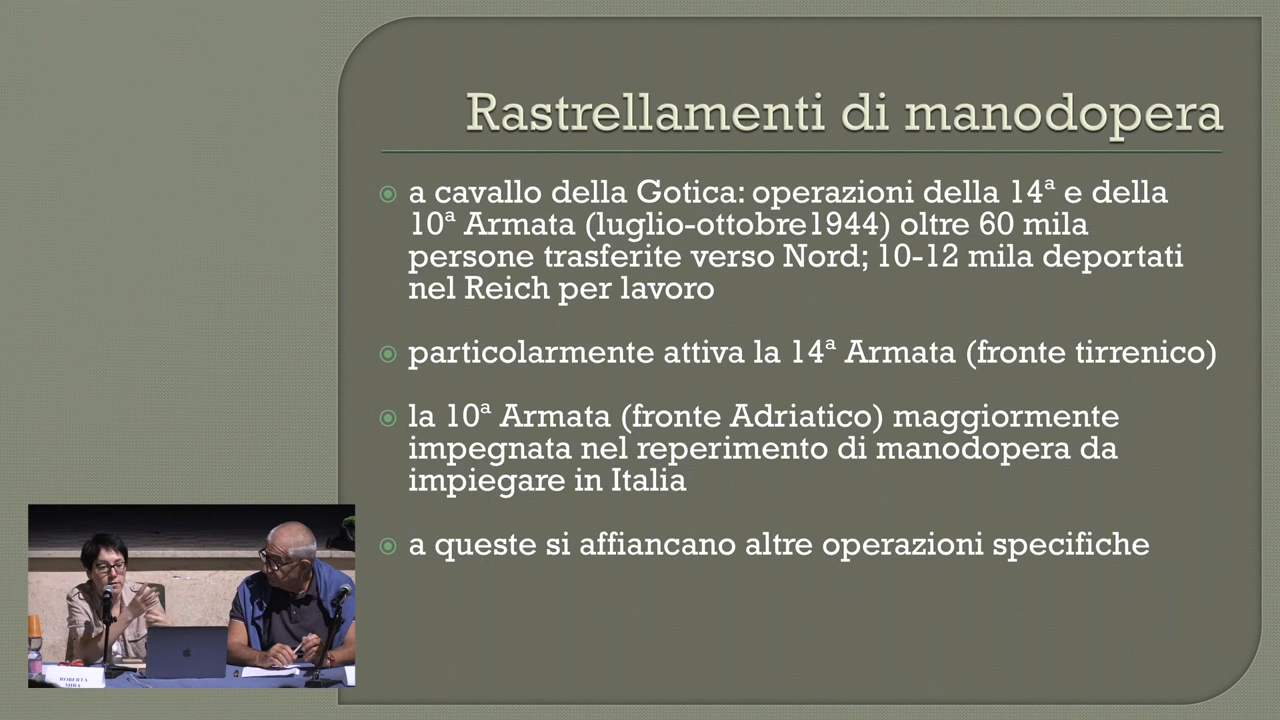 Rastrellamenti di manodopera
a cavallo della Gotica: operazioni della 14ª e della
10ª Armata (luglio-ottobre1944) oltre 60 mila
persone trasferite verso Nord; 10-12 mila deportati
nel Reich per lavoro
particolarmente attiva la 14ª Armata (fronte tirrenico)
la 10ª Armata (fronte Adriatico) maggiormente
impegnata nel reperimento di manodopera da
impiegare in Italia
a queste si affiancano altre operazioni specifiche
ROBERTA
MIRA